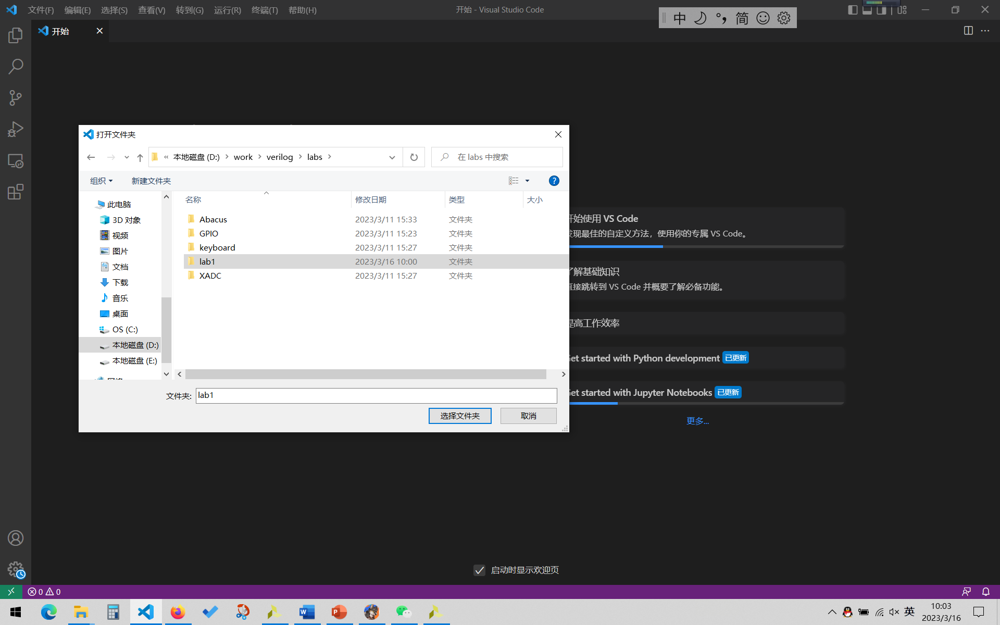 文件(F) 编辑(E) 选择(S) 查看(V) 转到(G) 运行(R) 终端(T) 帮助(H)
开始 - Visual Studio Code
中 简
开始
打开文件夹
« 本地磁盘 (D:) › work › verilog › labs ›
在 labs 中搜索
组织 新建文件夹
此电脑
3D 对象
视频
图片
文档
下载
音乐
桌面
OS (C:)
本地磁盘 (D:)
本地磁盘 (E:)
名称 修改日期 类型 大小
Abacus 2023/3/11 15:33 文件夹
GPIO 2023/3/11 15:23 文件夹
keyboard 2023/3/11 15:27 文件夹
lab1 2023/3/16 10:00 文件夹
XADC 2023/3/11 15:27 文件夹
文件夹: lab1
选择文件夹 取消
开始使用 VS Code
发现最佳的自定义方法，使用你的专属 VS Code。
了解基础知识
直接跳转到 VS Code 并概要了解必备功能。
提高工作效率
Get started with Python development 已更新
Get started with Jupyter Notebooks 已更新
更多...
启动时显示欢迎页
0 0
英
10:03
2023/3/16